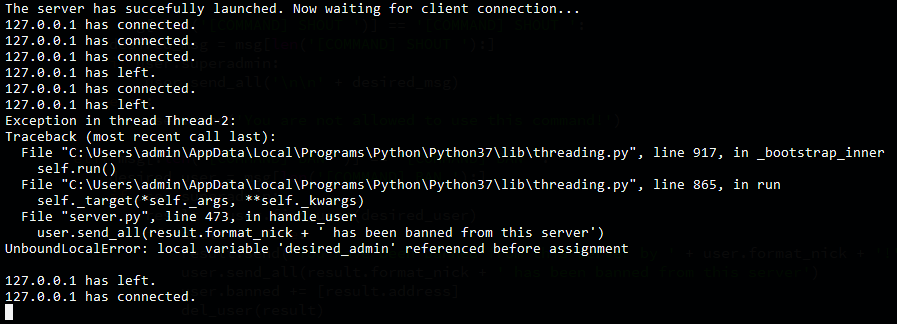 The server has succefully launched. Now waiting for client connection...
127.0.0.1 has connected.
127.0.0.1 has connected.
127.0.0.1 has connected.
127.0.0.1 has left.
127.0.0.1 has connected.
127.0.0.1 has left.
Exception in thread Thread-2:
Traceback (most recent call last):
  File "C:\Users\admin\AppData\Local\Programs\Python\Python37\lib\threading.py", line 917, in _bootstrap_inner
    self.run()
  File "C:\Users\admin\AppData\Local\Programs\Python\Python37\lib\threading.py", line 865, in run
    self._target(*self._args, **self._kwargs)
  File "server.py", line 473, in handle_user
    user.send_all(result.format_nick + ' has been banned from this server')
UnboundLocalError: local variable 'desired_admin' referenced before assignment

127.0.0.1 has left.
127.0.0.1 has connected.